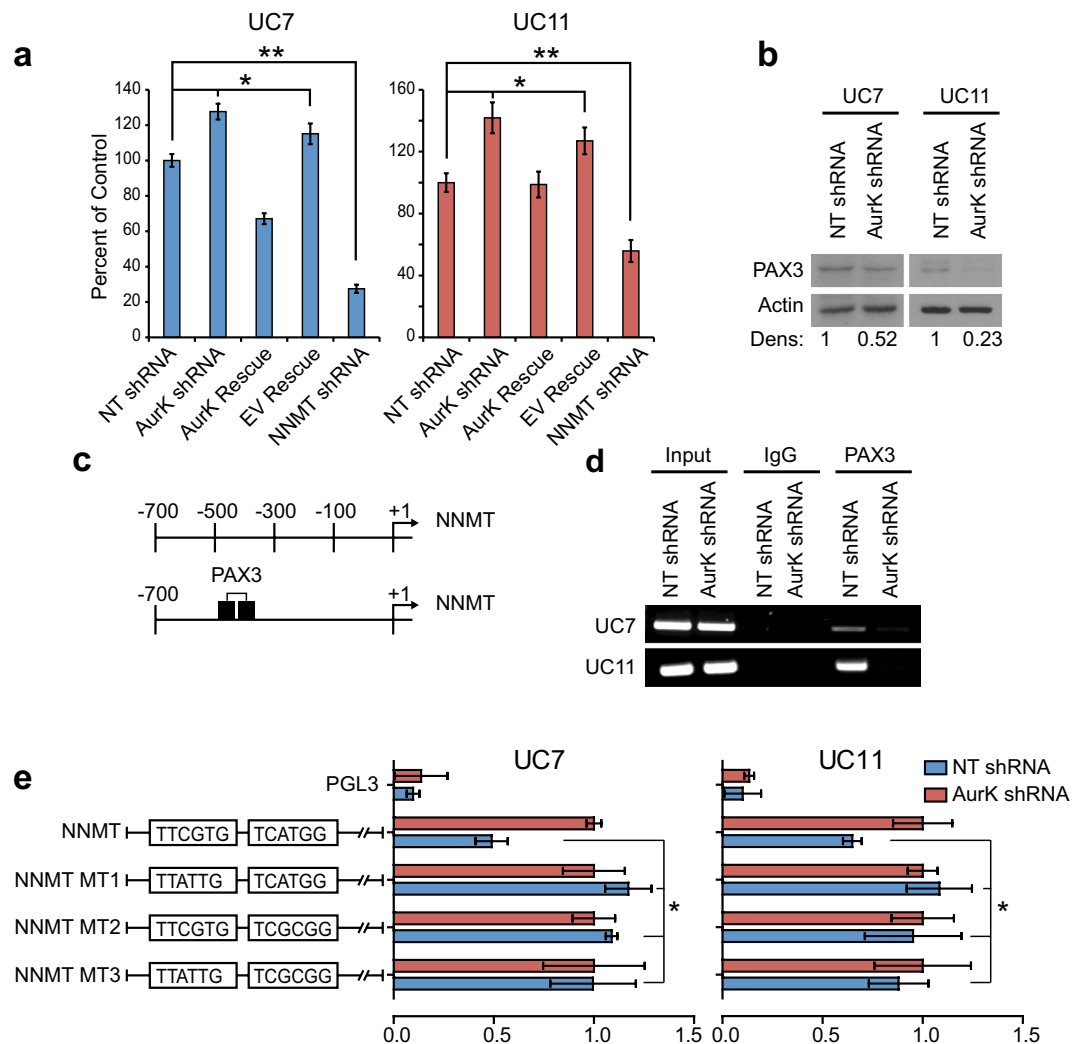 a
UC7
UC11
**
*
**
*
Percent of Control
140
120
100
80
60
40
20
0
160
120
80
40
0
NT shRNA
AurK shRNA
AurK Rescue
EV Rescue
NNMT shRNA
NT shRNA
AurK shRNA
AurK Rescue
EV Rescue
NNMT shRNA
b
UC7 UC11
NT shRNA
AurK shRNA
NT shRNA
AurK shRNA
PAX3
Actin
Dens: 1 0.52 1 0.23
c
-700 -500 -300 -100 +1
NNMT
PAX3
-700 +1
NNMT
d
Input IgG PAX3
NT shRNA
AurK shRNA
NT shRNA
AurK shRNA
NT shRNA
AurK shRNA
UC7
UC11
e
UC7
UC11
NT shRNA
AurK shRNA
PGL3
NNMT TTCGTG TCATGG
NNMT MT1 TTATTG TCATGG
NNMT MT2 TTCGTG TCGCGG
NNMT MT3 TTATTG TCGCGG
*
*
0.0 0.5 1.0 1.5
0.0 0.5 1.0 1.5